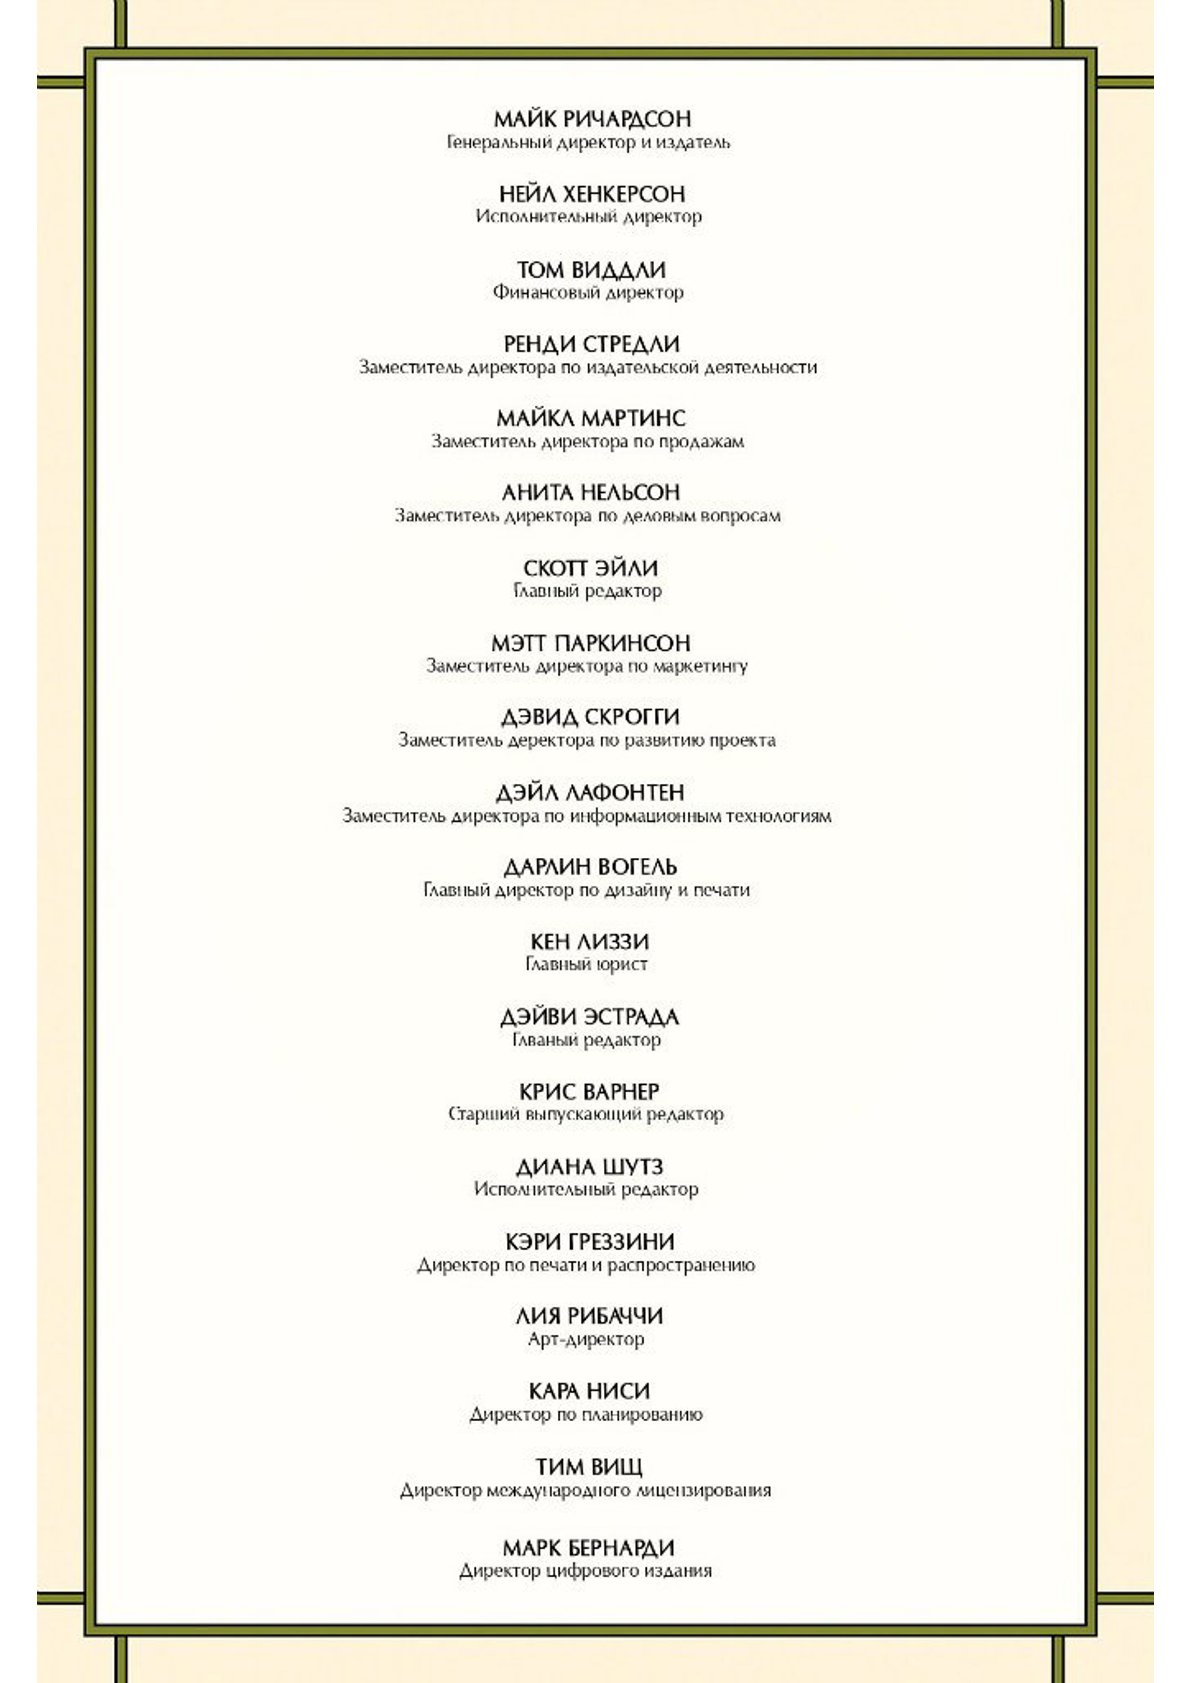 МАЙК РИЧАРДСОН
Генеральный директор и издатель
НЕЙЛ ХЕНКЕРСОН
Исполнительный директор
ТОМ ВИДДЛИ
Финансовый директор
РЕНДИ СТРЕДЛИ
Заместитель директора по издательской деятельности
МАЙКЛ МАРТИНС
Заместитель директора по продажам
АНИТА НЕЛЬСОН
Заместитель директора по деловым вопросам
СКОТТ ЭЙЛИ
Главный редактор
МЭТТ ПАРКИНСОН
Заместитель директора по маркетингу
ДЭВИД СКРОГГИ
Заместитель деректора по развитию проекта
ДЭЙЛ ЛАФОНТЕН
Заместитель директора по информационным технологиям
ДАРЛИН ВОГЕЛЬ
Главный директор по дизайну и печати
КЕН ЛИЗЗИ
Главный юрист
ДЭЙВИ ЭСТРАДА
Глваный редактор
КРИС ВАРНЕР
Старший выпускающий редактор
ДИАНА ШУТЗ
Исполнительный редактор
КЭРИ ГРЕЗЗИНИ
Директор по печати и распространению
ЛИЯ РИБАЧЧИ
Арт-директор
КАРА НИСИ
Директор по планированию
ТИМ ВИЩ
Директор международного лицензирования
МАРК БЕРНАРДИ
Директор цифрового издания